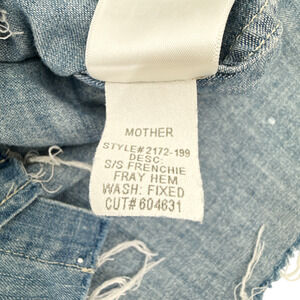 MOTHER
STYLE# 2172-199
DESC:
S/S FRENCHIE
FRAY HEM
WASH: FIXED
CUT# 604631